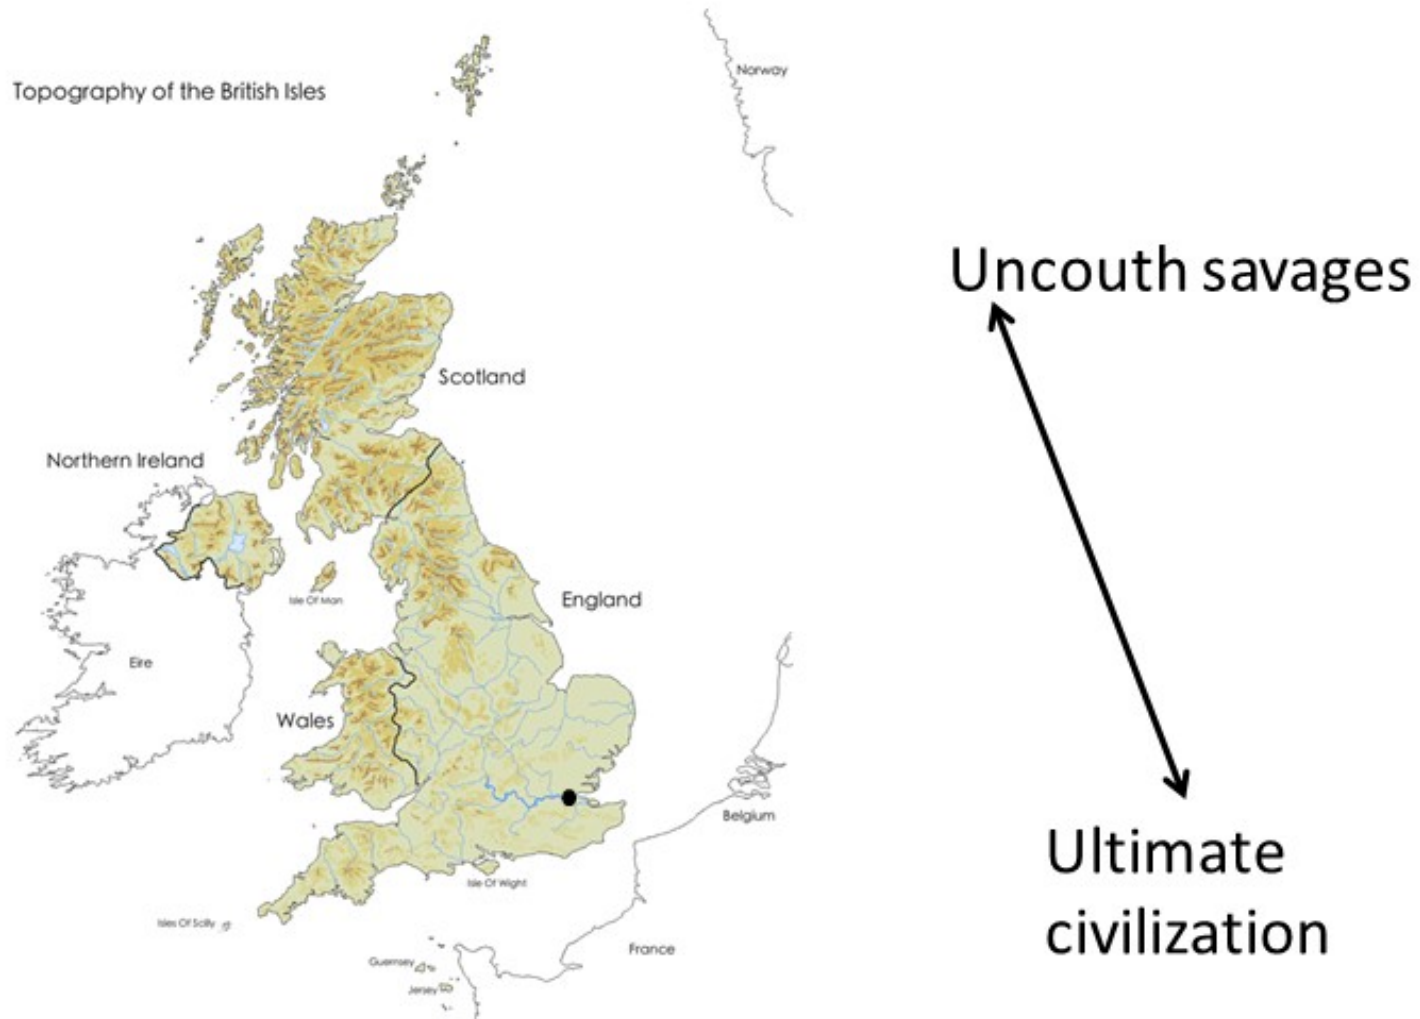 Topography of the British Isles
Norway
Uncouth savages
Scotland
Northern Ireland
Isle Of Man
England
Eire
Wales
Belgium
Ultimate
civilization
Isle Of Wight
Isles Of Scilly
France
Guernsey
Jersey